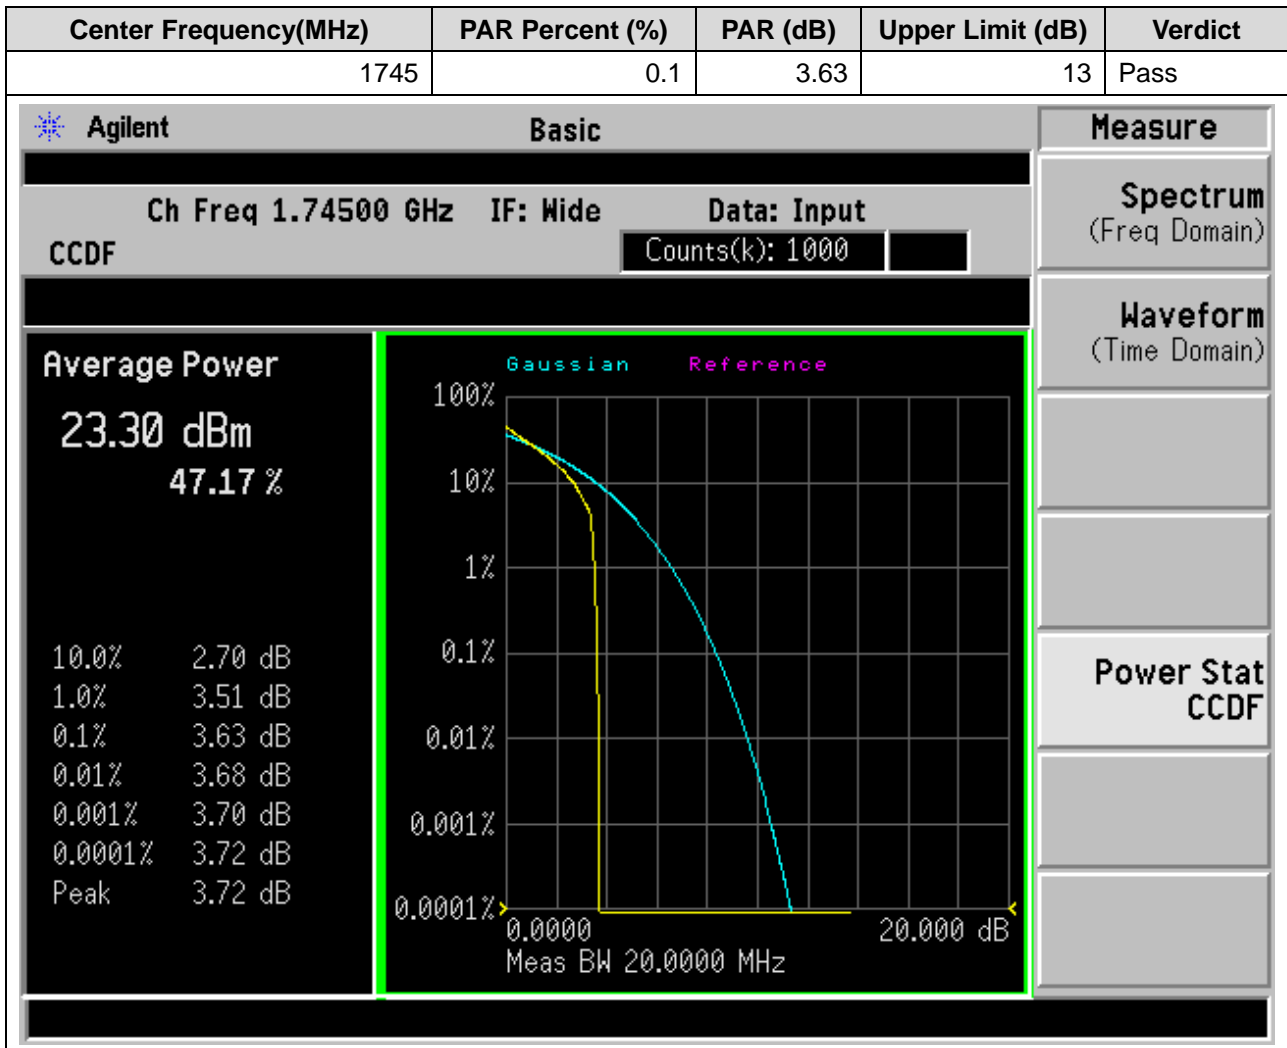 Center Frequency(MHz) PAR Percent (%) PAR (dB) Upper Limit (dB) Verdict
1745 0.1 3.63 13 Pass
Agilent Basic Measure
Ch Freq 1.74500 GHz IF: Wide Data: Input
CCDF Counts(k): 1000
Spectrum
(Freq Domain)
Waveform
(Time Domain)
Power Stat
CCDF
Average Power
23.30 dBm
47.17 %
10.0% 2.70 dB
1.0% 3.51 dB
0.1% 3.63 dB
0.01% 3.68 dB
0.001% 3.70 dB
0.0001% 3.72 dB
Peak 3.72 dB
Gaussian Reference
100%
10%
1%
0.1%
0.01%
0.001%
0.0001%
0.0000 20.000 dB
Meas BW 20.0000 MHz